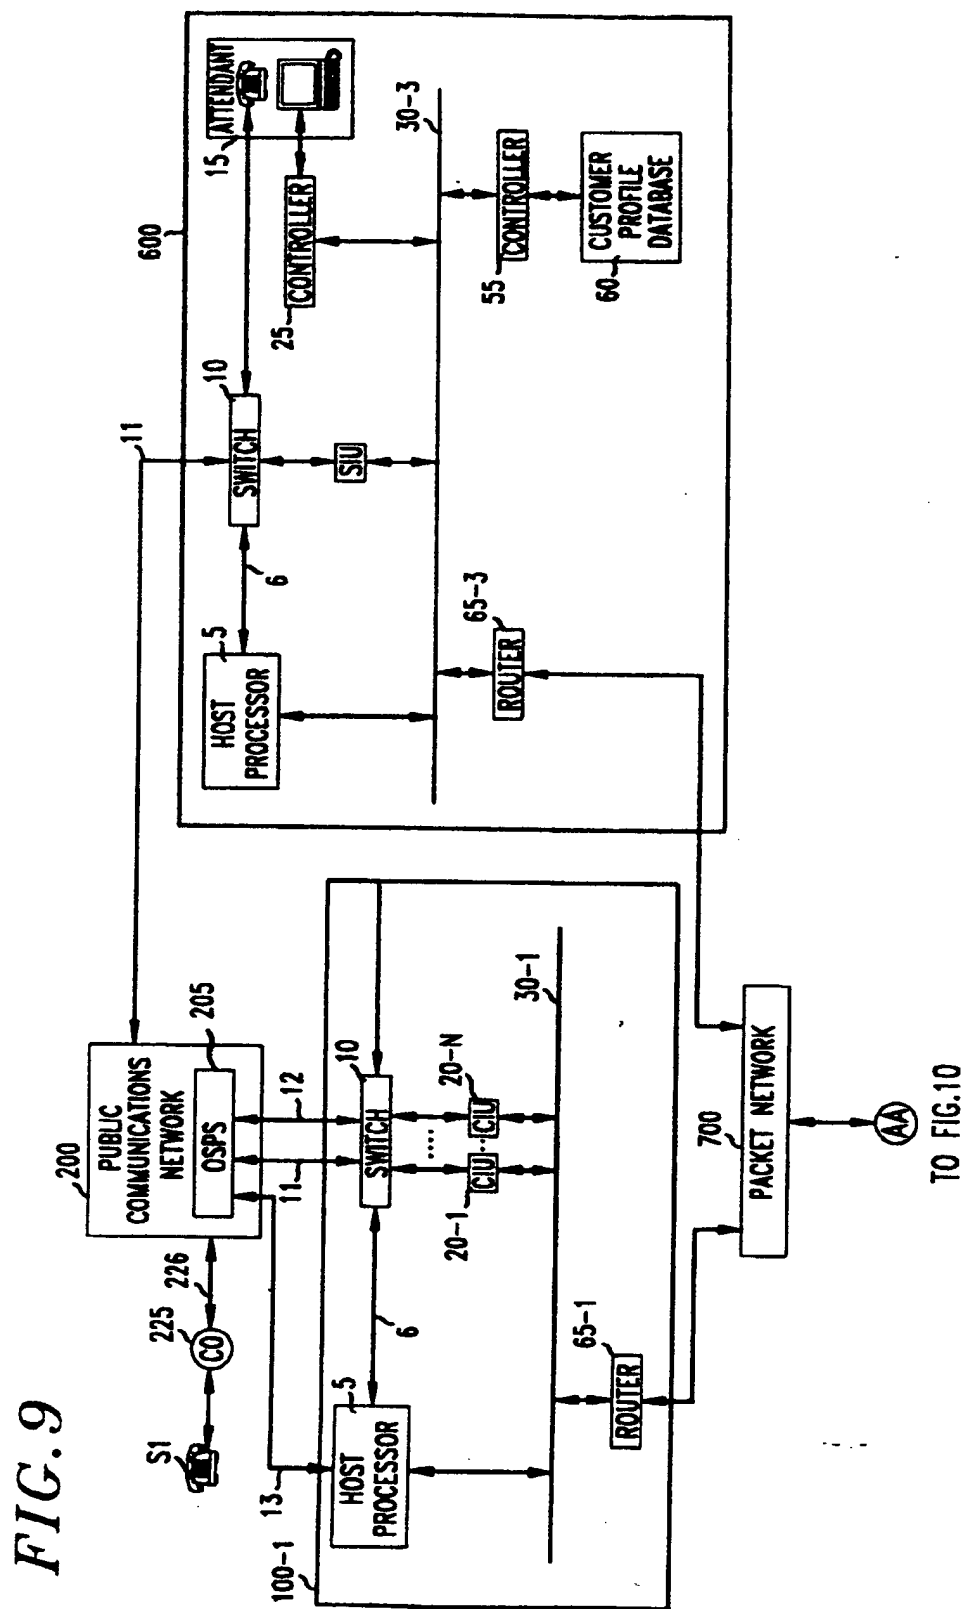 FIG. 9
S1
CO
225
226
200
PUBLIC
COMMUNICATIONS
NETWORK
OSPS
205
11
12
13
11
100-1
HOST
PROCESSOR
5
6
SWITCH
10
20-1
CIU
....
...
CIU
20-N
30-1
ROUTER
65-1
600
HOST
PROCESSOR
5
6
SWITCH
10
SIU
15
ATTENDANT
25
CONTROLLER
30-3
ROUTER
65-3
55
CONTROLLER
60
CUSTOMER
PROFILE
DATABASE
700
PACKET NETWORK
AA
TO FIG.10